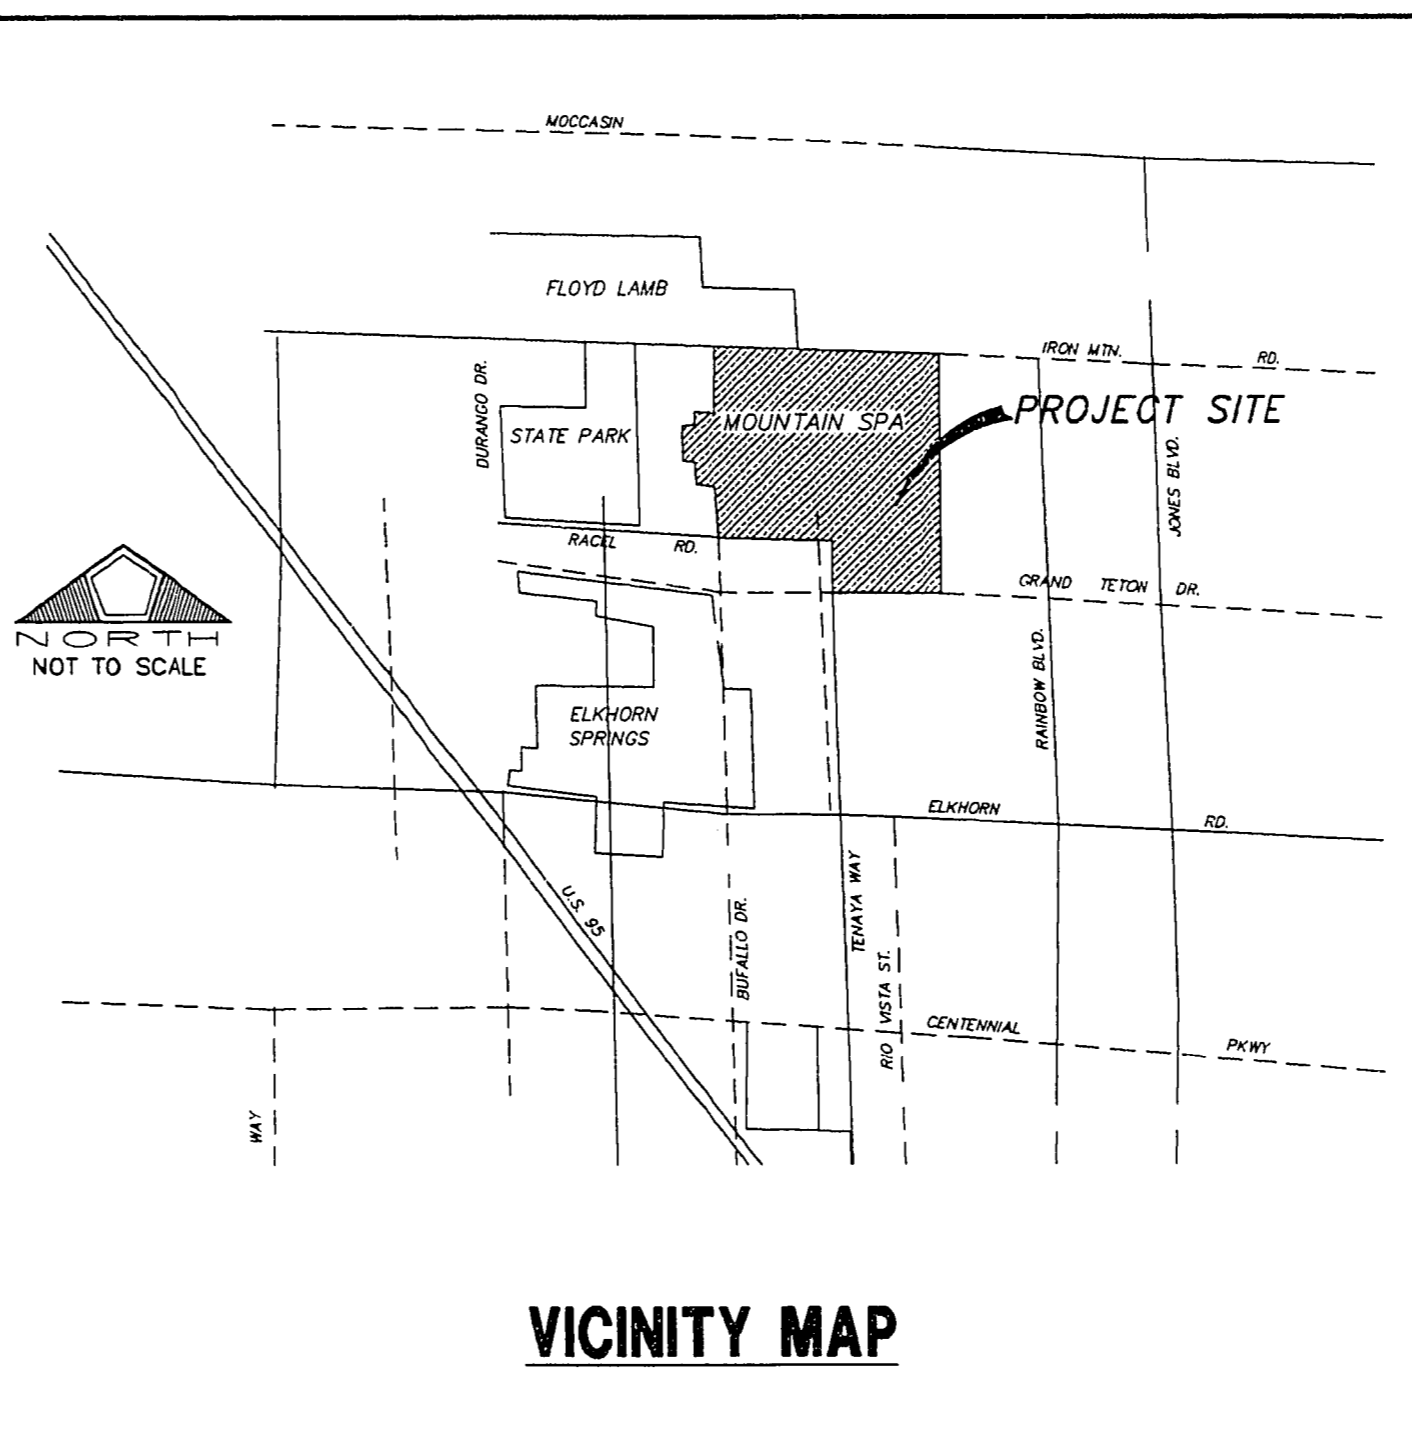 MOCCASIN
FLOYD LAMB
IRON MTN. RD.
DURANGO DR.
STATE PARK
MOUNTAIN SPA
PROJECT SITE
JONES BLVD.
RACEL RD.
GRAND TETON DR.
NORTH
NOT TO SCALE
RAINBOW BLVD.
ELKHORN
SPRINGS
ELKHORN RD.
U.S. 95
BUFALLO DR.
TENAYA WAY
RIO VISTA ST.
CENTENNIAL PKWY
WAY
VICINITY MAP